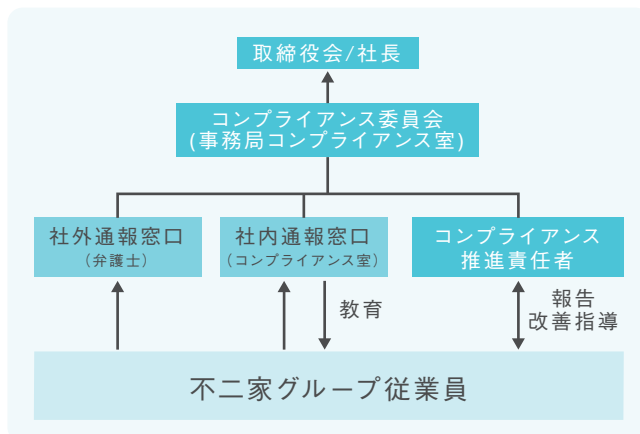 取締役会/社長
コンプライアンス委員会
(事務局コンプライアンス室)
社外通報窓口
（弁護士）
社内通報窓口
（コンプライアンス室）
コンプライアンス
推進責任者
教育
報告
改善指導
不二家グループ従業員